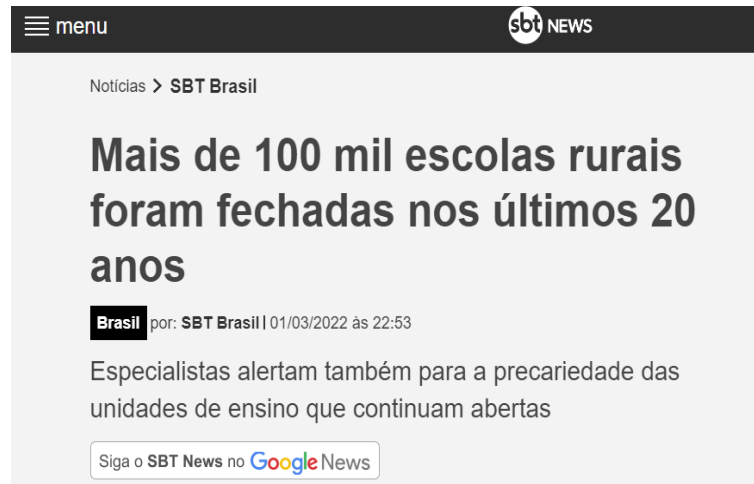 menu
sbt NEWS
Notícias > SBT Brasil
Mais de 100 mil escolas rurais
foram fechadas nos últimos 20
anos
Brasil por: SBT Brasil | 01/03/2022 às 22:53
Especialistas alertam também para a precariedade das
unidades de ensino que continuam abertas
Siga o SBT News no Google News